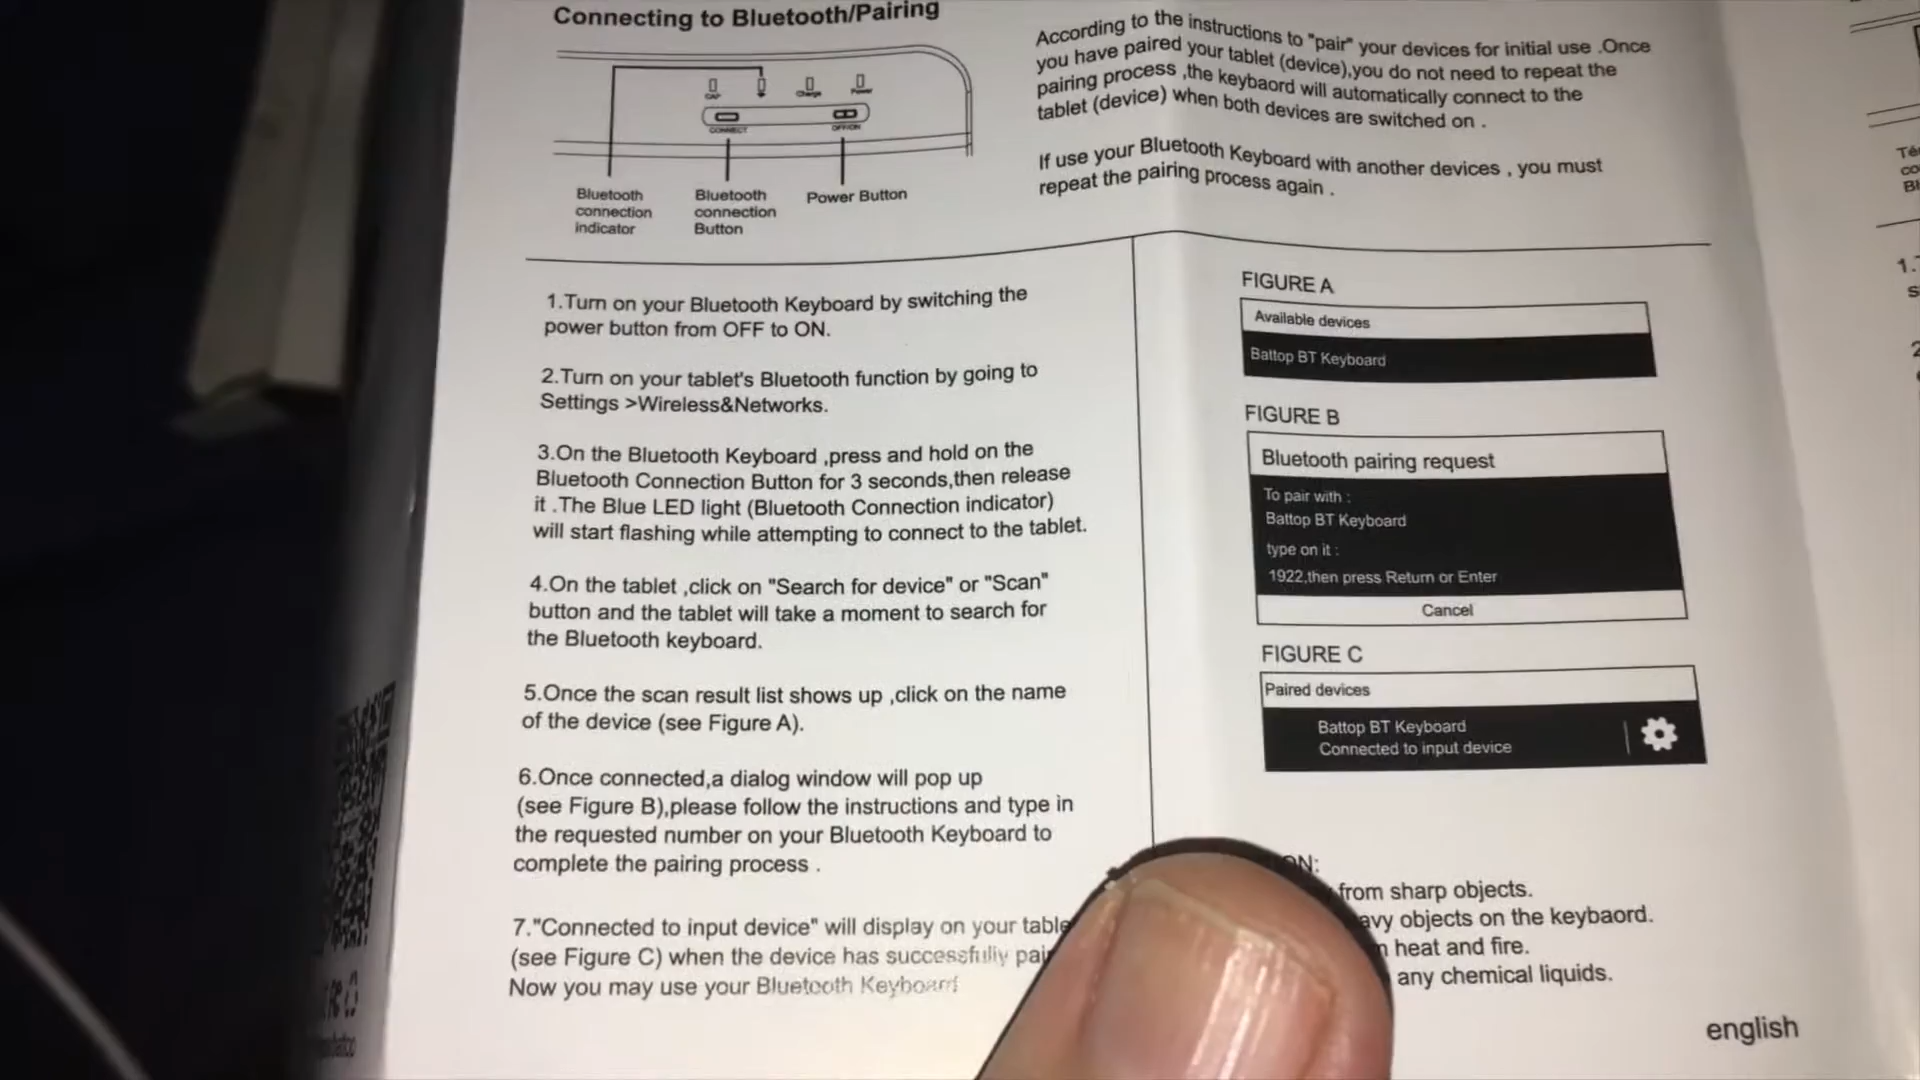 Connecting to Bluetooth/Pairing
CAP
Charge
Power
CONNECT
OFF/ON
Bluetooth
connection
indicator
Bluetooth
connection
Button
Power Button
According to the instructions to "pair" your devices for initial use .Once
you have paired your tablet (device),you do not need to repeat the
pairing process ,the keybaord will automatically connect to the
tablet (device) when both devices are switched on .
If use your Bluetooth Keyboard with another devices , you must
repeat the pairing process again .
1.Turn on your Bluetooth Keyboard by switching the
power button from OFF to ON.
2.Turn on your tablet's Bluetooth function by going to
Settings >Wireless&Networks.
3.On the Bluetooth Keyboard ,press and hold on the
Bluetooth Connection Button for 3 seconds,then release
it .The Blue LED light (Bluetooth Connection indicator)
will start flashing while attempting to connect to the tablet.
4.On the tablet ,click on "Search for device" or "Scan"
button and the tablet will take a moment to search for
the Bluetooth keyboard.
5.Once the scan result list shows up ,click on the name
of the device (see Figure A).
6.Once connected,a dialog window will pop up
(see Figure B),please follow the instructions and type in
the requested number on your Bluetooth Keyboard to
complete the pairing process .
7."Connected to input device" will display on your
(see Figure C) when the device has successfully
Now you may use your Bluetooth Keyboard
FIGURE A
Available devices
Battop BT Keyboard
FIGURE B
Bluetooth pairing request
To pair with :
Battop BT Keyboard
type on it :
1922,then press Return or Enter
Cancel
FIGURE C
Paired devices
Battop BT Keyboard
Connected to input device
from sharp objects.
objects on the keybaord.
heat and fire.
any chemical liquids.
english
1.
2